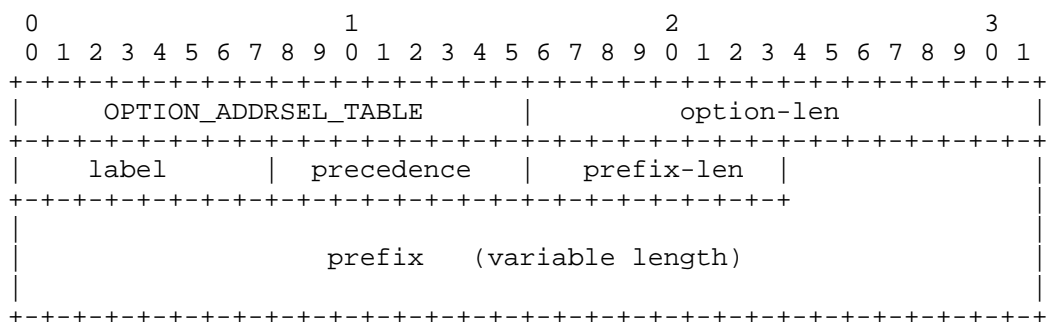 0                   1                   2                   3
 0 1 2 3 4 5 6 7 8 9 0 1 2 3 4 5 6 7 8 9 0 1 2 3 4 5 6 7 8 9 0 1
+-+-+-+-+-+-+-+-+-+-+-+-+-+-+-+-+-+-+-+-+-+-+-+-+-+-+-+-+-+-+-+-+
|     OPTION_ADDRSEL_TABLE      |         option-len            |
+-+-+-+-+-+-+-+-+-+-+-+-+-+-+-+-+-+-+-+-+-+-+-+-+-+-+-+-+-+-+-+-+
|    label      |  precedence   |   prefix-len  |               |
+-+-+-+-+-+-+-+-+-+-+-+-+-+-+-+-+-+-+-+-+-+-+-+-+               |
|                                                               |
|                   prefix   (variable length)                  |
|                                                               |
+-+-+-+-+-+-+-+-+-+-+-+-+-+-+-+-+-+-+-+-+-+-+-+-+-+-+-+-+-+-+-+-+